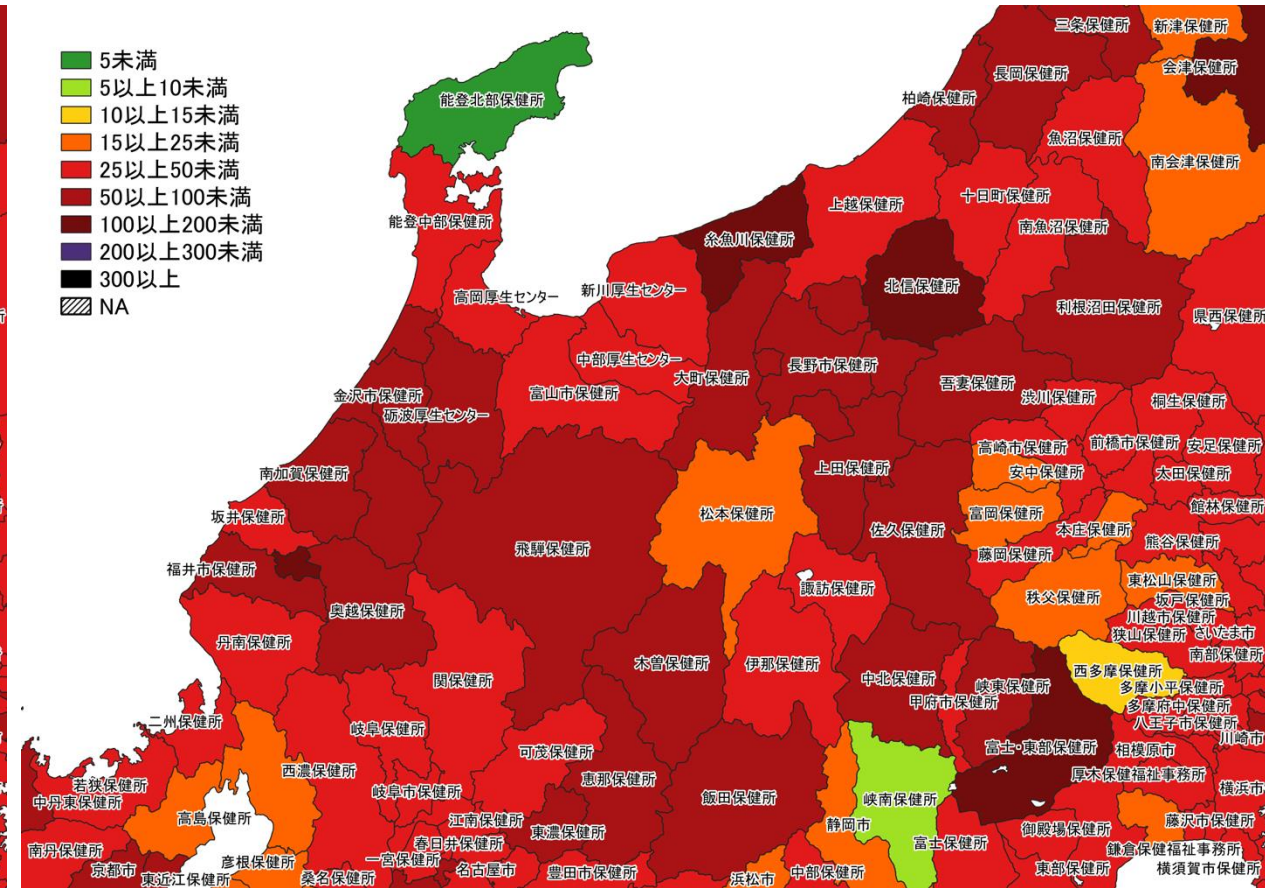 5未満
5以上10未満
10以上15未満
15以上25未満
25以上50未満
50以上100未満
100以上200未満
200以上300未満
300以上
NA
三条保健所
新津保健所
長岡保健所
会津保健所
能登北部保健所
柏崎保健所
魚沼保健所
南会津保健所
十日町保健所
上越保健所
能登中部保健所
南魚沼保健所
糸魚川保健所
北信保健所
新川厚生センター
高岡厚生センター
利根沼田保健所
県西保健所
中部厚生センター
長野市保健所
大町保健所
吾妻保健所
富山市保健所
金沢市保健所
渋川保健所
桐生保健所
砺波厚生センター
高崎市保健所
前橋市保健所
安足保健所
上田保健所
安中保健所
太田保健所
南加賀保健所
館林保健所
松本保健所
富岡保健所
坂井保健所
佐久保健所
本庄保健所
熊谷保健所
飛騨保健所
藤岡保健所
福井市保健所
東松山保健所
諏訪保健所
秩父保健所
坂戸保健所
奥越保健所
川越市保健所
狭山保健所
さいたま市
丹南保健所
南部保健所
木曽保健所
伊那保健所
峡東保健所
西多摩保健所
関保健所
中北保健所
多摩小平保健所
甲府市保健所
多摩府中保健所
二州保健所
岐阜保健所
八王子市保健所
川崎市
富士・東部保健所
相模原市
可茂保健所
西濃保健所
恵那保健所
厚木保健福祉事務所
若狭保健所
岐阜市保健所
横浜市
中丹東保健所
飯田保健所
峡南保健所
高島保健所
江南保健所
静岡市
藤沢市保健所
東濃保健所
御殿場保健所
春日井保健所
富士保健所
南丹保健所
鎌倉保健福祉事務所
彦根保健所
一宮保健所
京都市
名古屋市
豊田市保健所
中部保健所
東部保健所
横須賀市保健所
東近江保健所
桑名保健所
浜松市